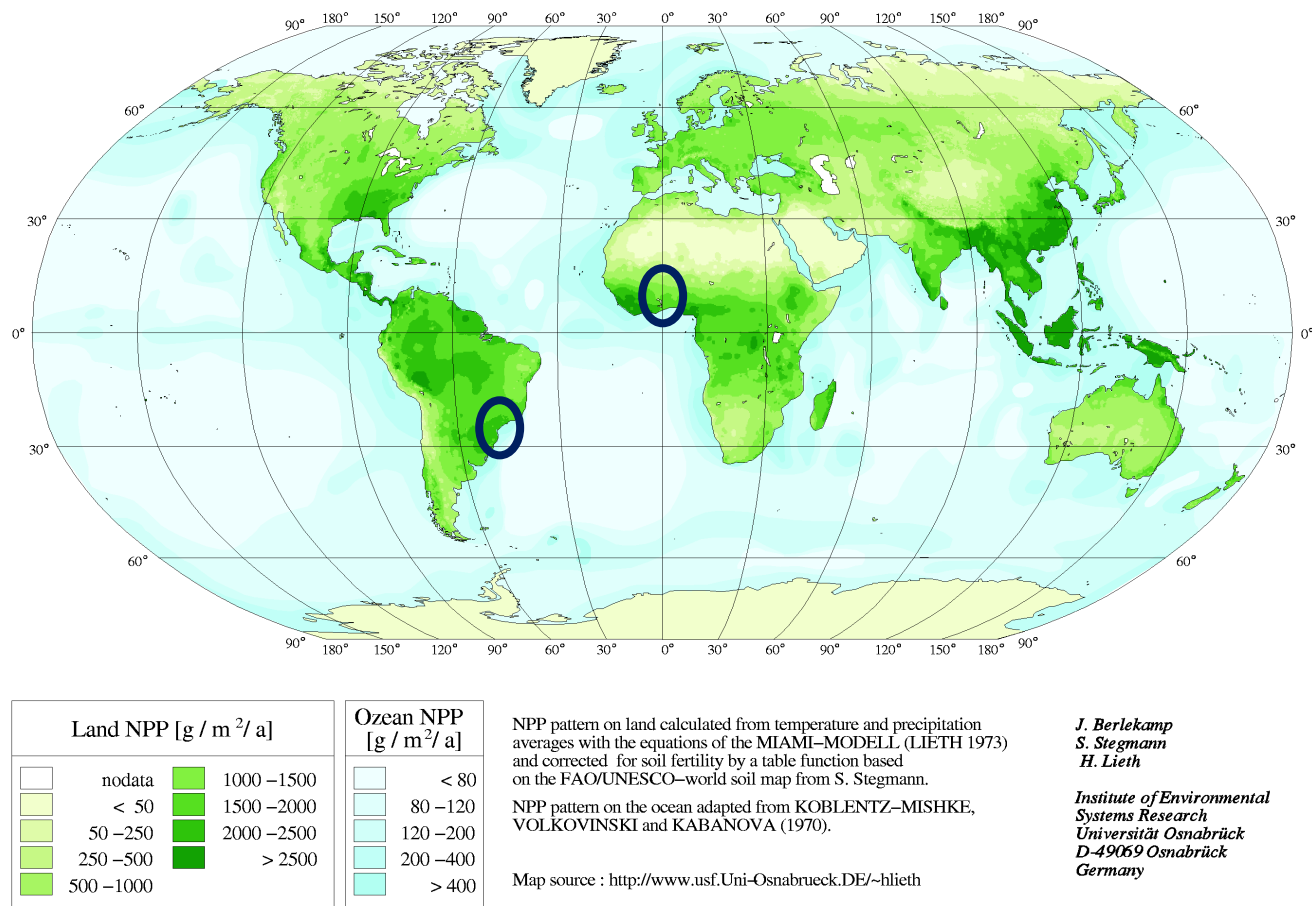 90° 180° 150° 120° 90° 60° 30° 0° 30° 60° 90° 120° 150° 180° 90°
60° 60°
30° 30°
0° 0°
30° 30°
60° 60°
90° 180° 150° 120° 90° 60° 30° 0° 30° 60° 90° 120° 150° 180° 90°
Land NPP [g / m²/ a]
nodata
< 50
50 –250
250 –500
500 –1000
1000 –1500
1500 –2000
2000 –2500
> 2500
Ozean NPP
[g / m²/ a]
< 80
80 –120
120 –200
200 –400
> 400
NPP pattern on land calculated from temperature and precipitation
averages with the equations of the MIAMI–MODELL (LIETH 1973)
and corrected for soil fertility by a table function based
on the FAO/UNESCO–world soil map from S. Stegmann.
NPP pattern on the ocean adapted from KOBLENTZ–MISHKE,
VOLKOVINSKI and KABANOVA (1970).
Map source : http://www.usf.Uni–Osnabrueck.DE/~hlieth
J. Berlekamp
S. Stegmann
H. Lieth
Institute of Environmental
Systems Research
Universität Osnabrück
D-49069 Osnabrück
Germany